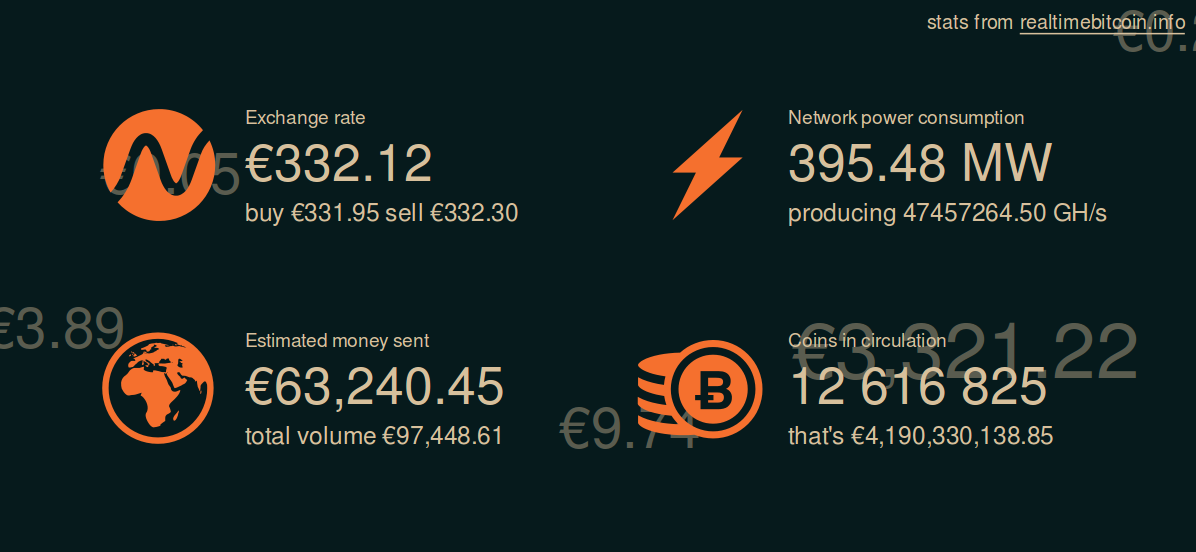 stats from realtimebitcoin.info
€0.2
Exchange rate
€332.12
buy €331.95 sell €332.30
Network power consumption
395.48 MW
producing 47457264.50 GH/s
€3.89
Estimated money sent
€63,240.45
total volume €97,448.61
€9.74
Coins in circulation
€3,321.22
12 616 825
that's €4,190,330,138.85